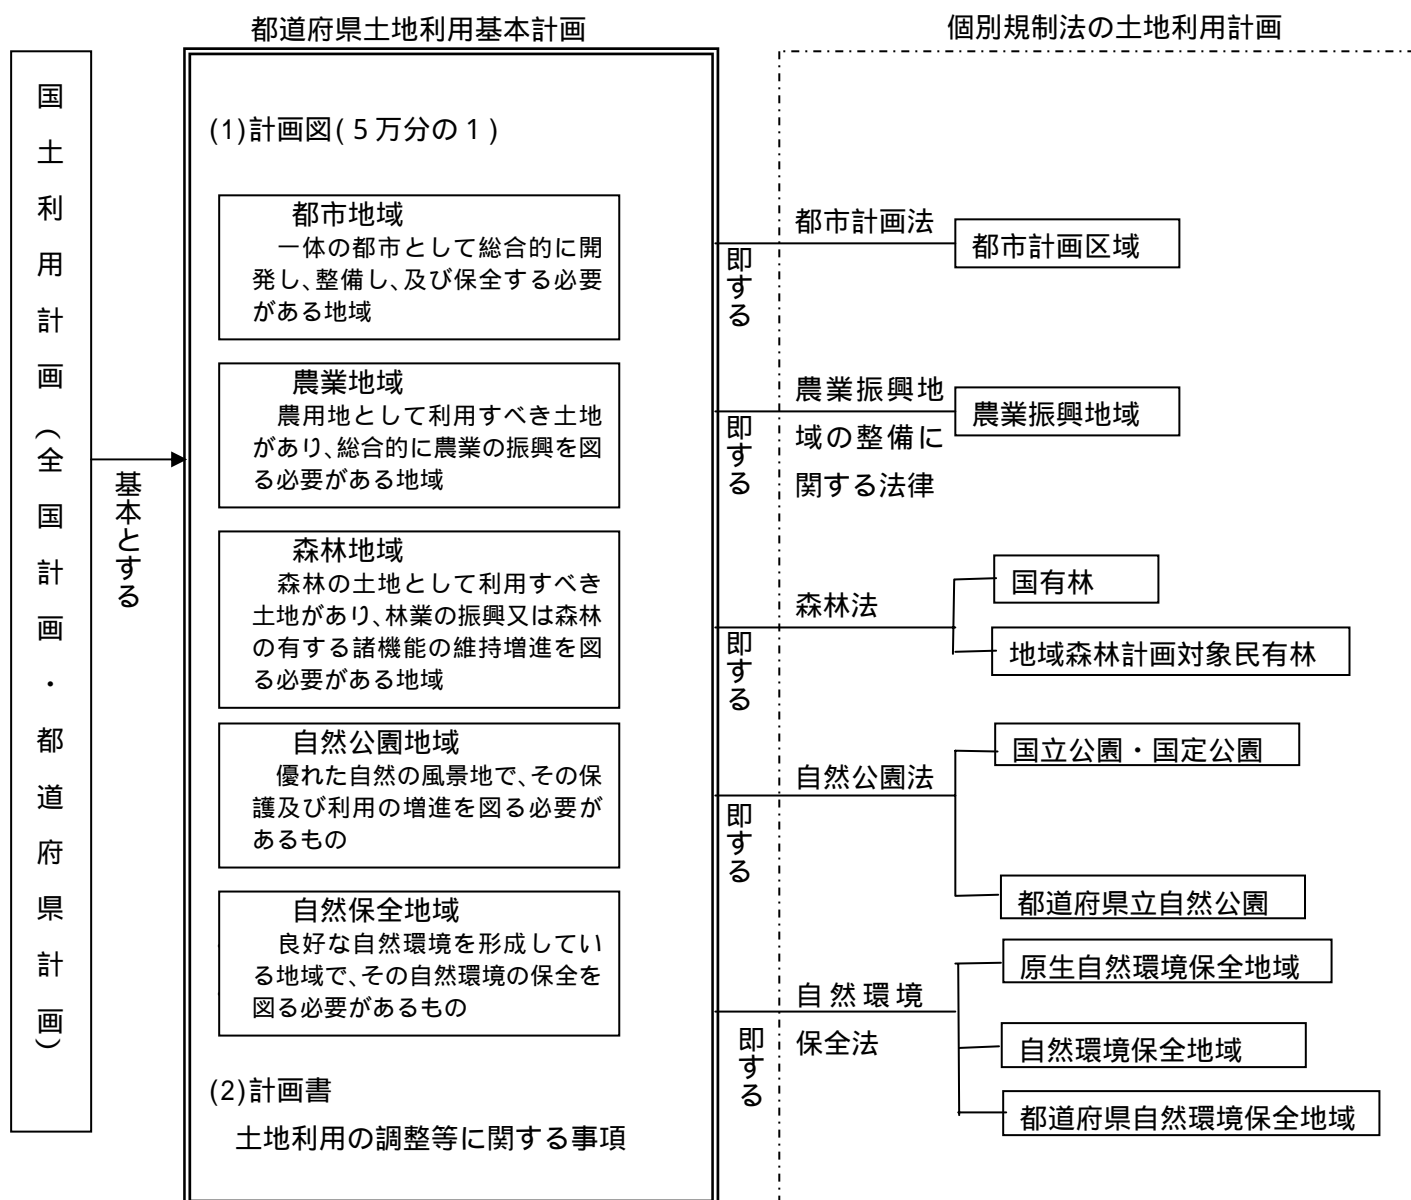 都道府県土地利用基本計画
個別規制法の土地利用計画
国土利用計画(全国計画・都道府県計画)
基本とする
(1)計画図(5万分の1)
都市地域
一体の都市として総合的に開
発し、整備し、及び保全する必要
がある地域
農業地域
農用地として利用すべき土地
があり、総合的に農業の振興を図
る必要がある地域
森林地域
森林の土地として利用すべき
土地があり、林業の振興又は森林
の有する諸機能の維持増進を図
る必要がある地域
自然公園地域
優れた自然の風景地で、その保
護及び利用の増進を図る必要が
あるもの
自然保全地域
良好な自然環境を形成してい
る地域で、その自然環境の保全を
図る必要があるもの
(2)計画書
土地利用の調整等に関する事項
即する
都市計画法
都市計画区域
即する
農業振興地
域の整備に
関する法律
農業振興地域
即する
森林法
国有林
地域森林計画対象民有林
即する
自然公園法
国立公園・国定公園
都道府県立自然公園
即する
自然環境
保全法
原生自然環境保全地域
自然環境保全地域
都道府県自然環境保全地域